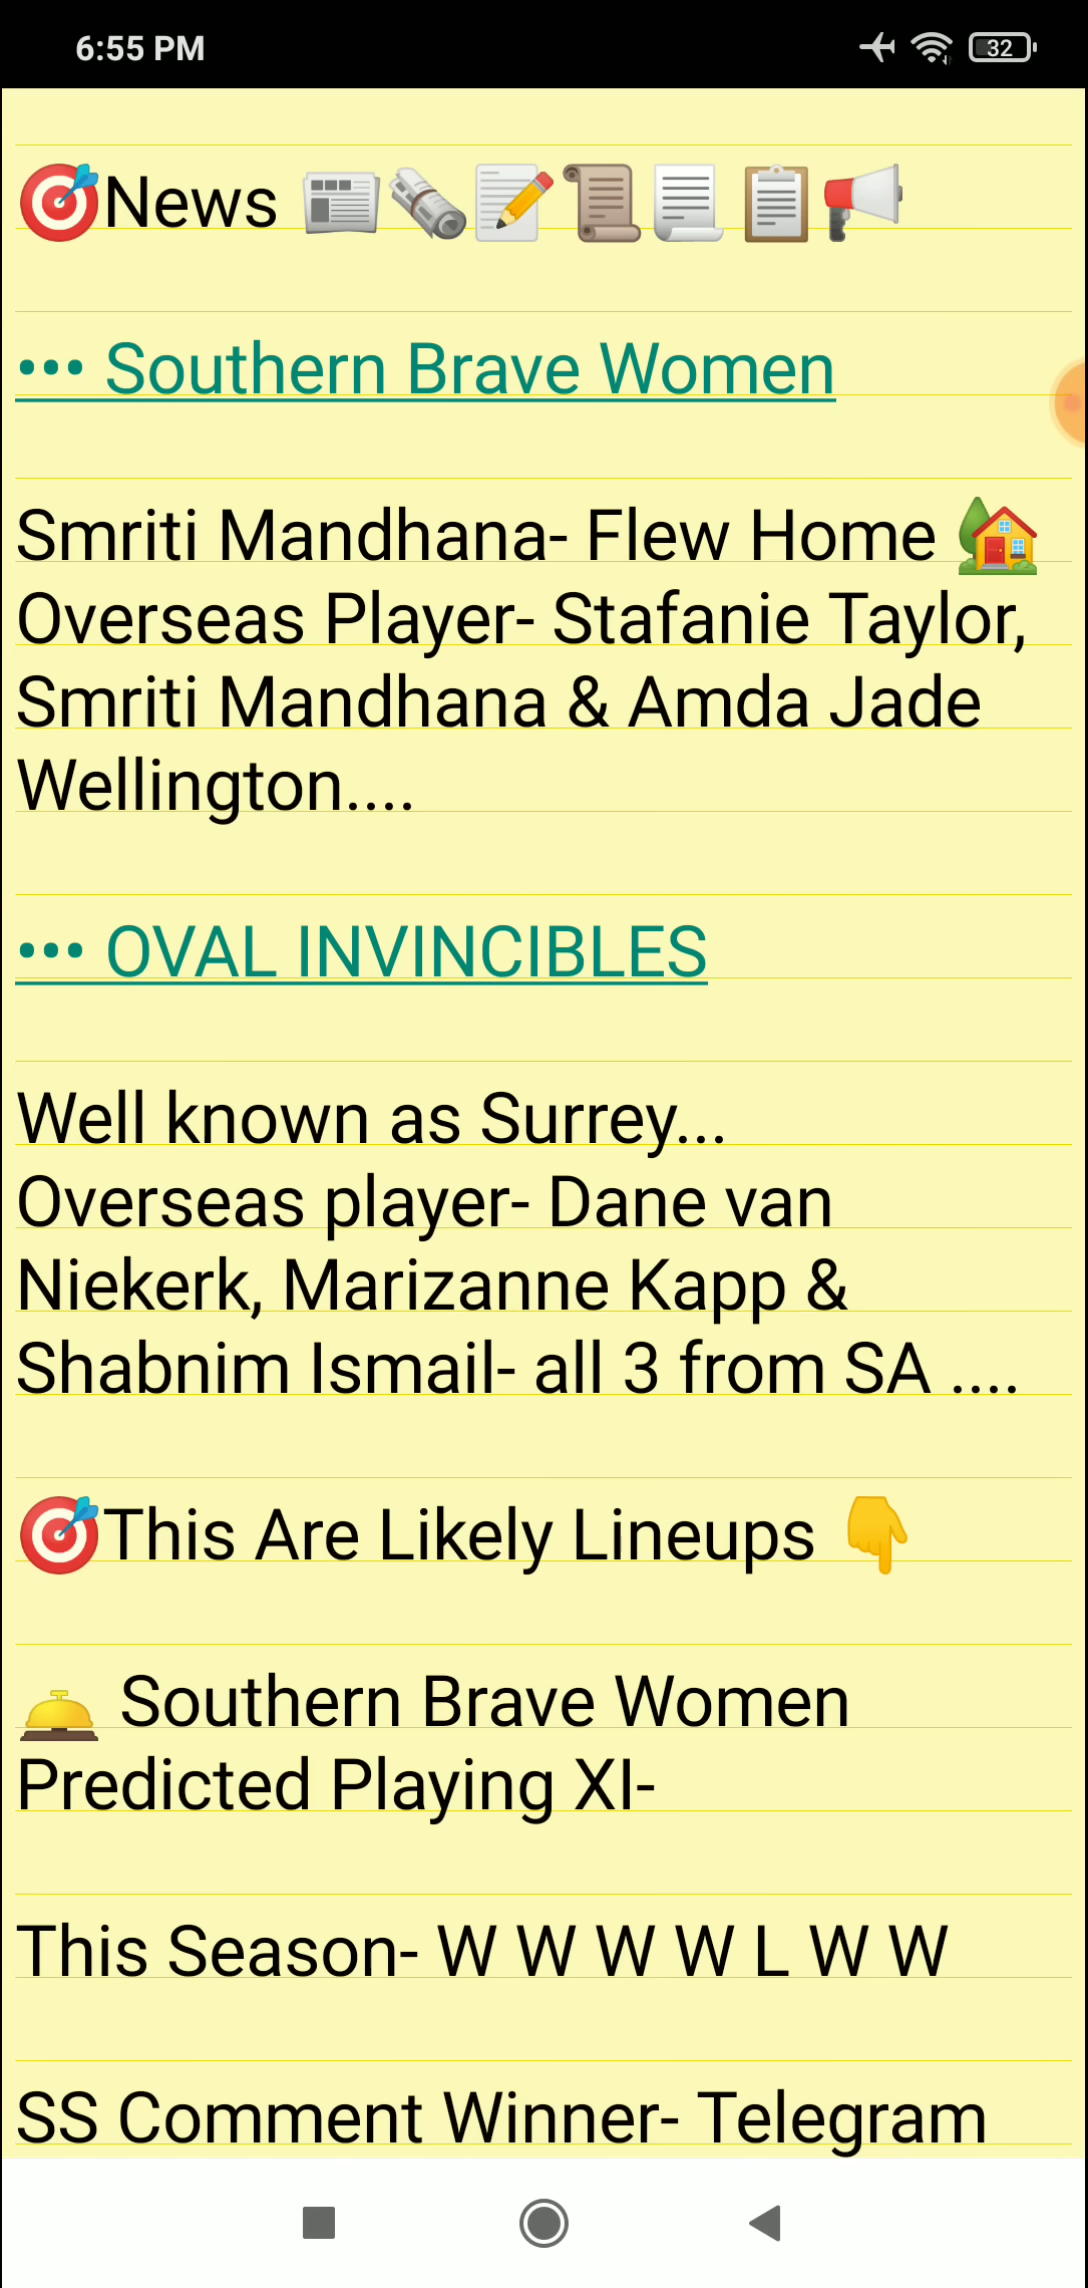 6:55 PM
32
🎯News 📰🗞📝📜📃📋📢
••• Southern Brave Women
Smriti Mandhana- Flew Home 🏡
Overseas Player- Stafanie Taylor,
Smriti Mandhana & Amda Jade
Wellington....
••• OVAL INVINCIBLES
Well known as Surrey...
Overseas player- Dane van
Niekerk, Marizanne Kapp &
Shabnim Ismail- all 3 from SA ....
🎯This Are Likely Lineups 👇
🛎 Southern Brave Women
Predicted Playing XI-
This Season- W W W W L W W
SS Comment Winner- Telegram